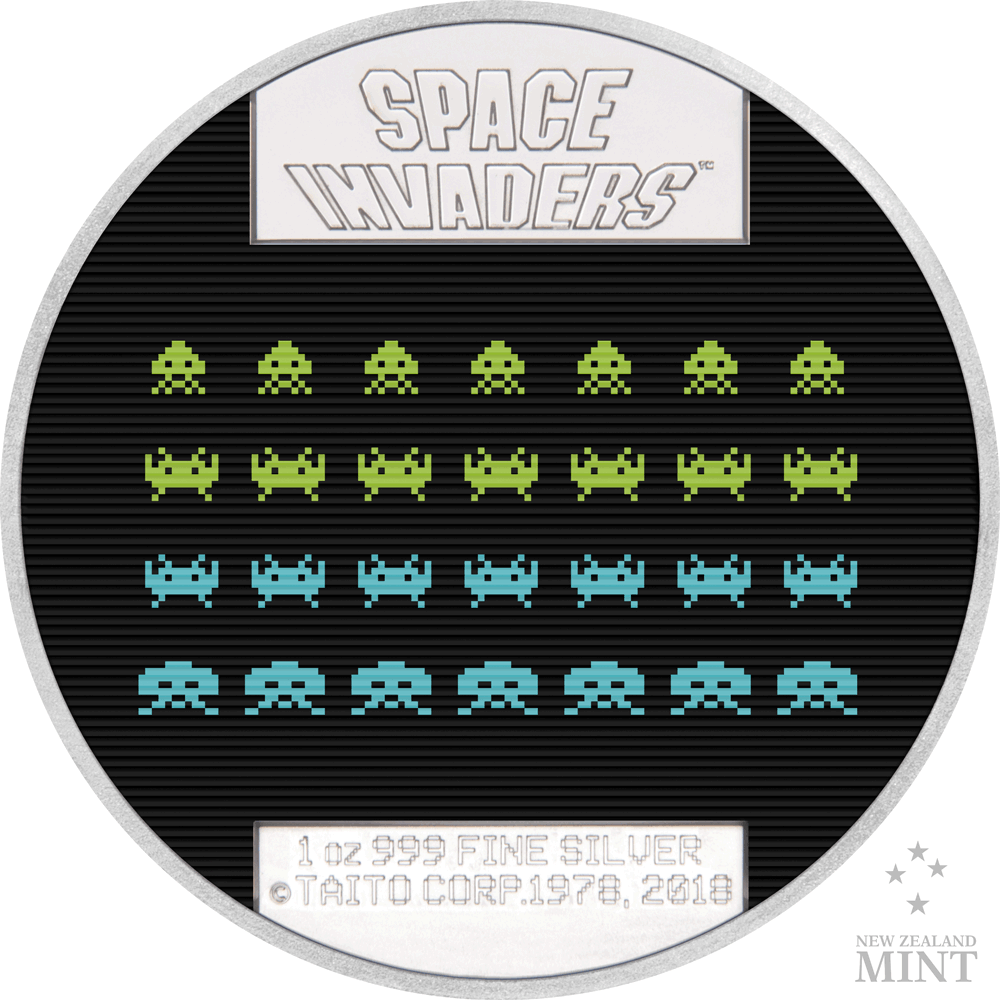 SPACE
INVADERS™
1 oz 999 FINE SILVER
© TAITO CORP.1978, 2018
NEW ZEALAND
MINT